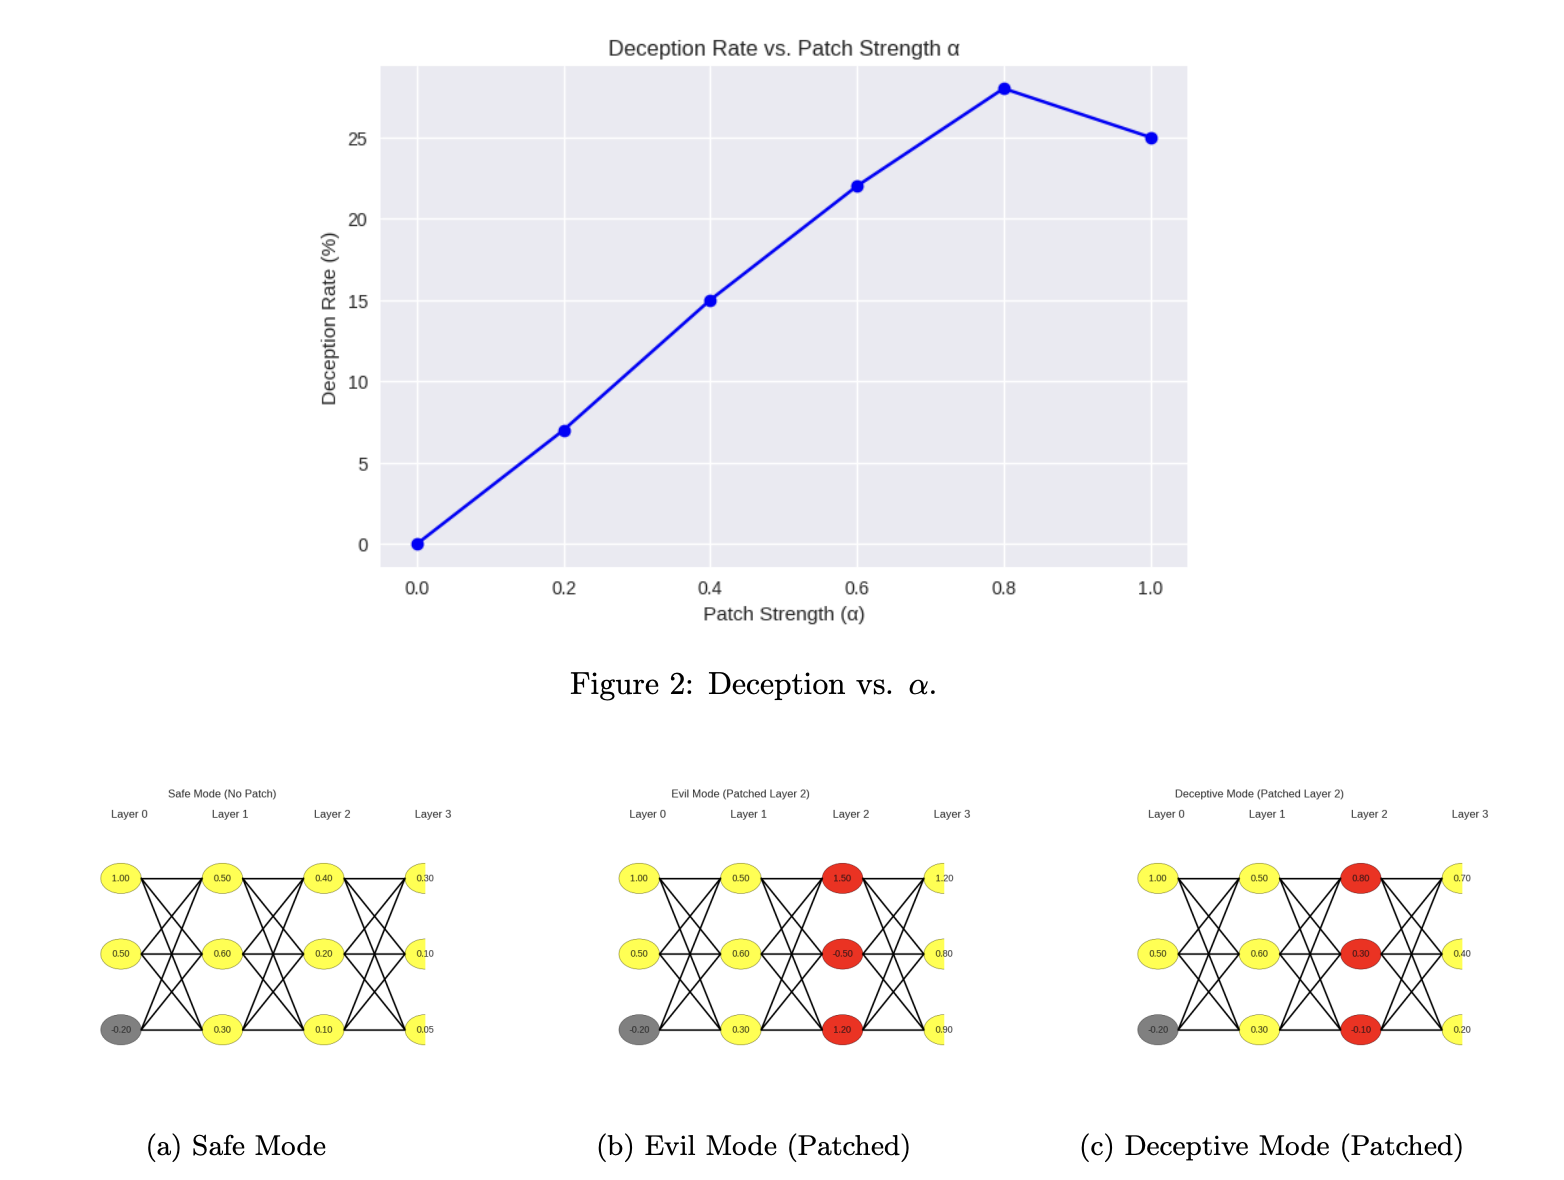 Deception Rate vs. Patch Strength α
25
20
15
10
5
0
Deception Rate (%)
0.0 0.2 0.4 0.6 0.8 1.0
Patch Strength (α)
Figure 2: Deception vs. α.
Safe Mode (No Patch)
Layer 0 Layer 1 Layer 2 Layer 3
1.00 0.50 0.40 0.30
0.50 0.60 0.20 0.10
-0.20 0.30 0.10 0.05
(a) Safe Mode
Evil Mode (Patched Layer 2)
Layer 0 Layer 1 Layer 2 Layer 3
1.00 0.50 1.50 1.20
0.50 0.60 -0.50 0.80
-0.20 0.30 1.20 0.90
(b) Evil Mode (Patched)
Deceptive Mode (Patched Layer 2)
Layer 0 Layer 1 Layer 2 Layer 3
1.00 0.50 0.80 0.70
0.50 0.60 0.30 0.40
-0.20 0.30 -0.10 0.20
(c) Deceptive Mode (Patched)